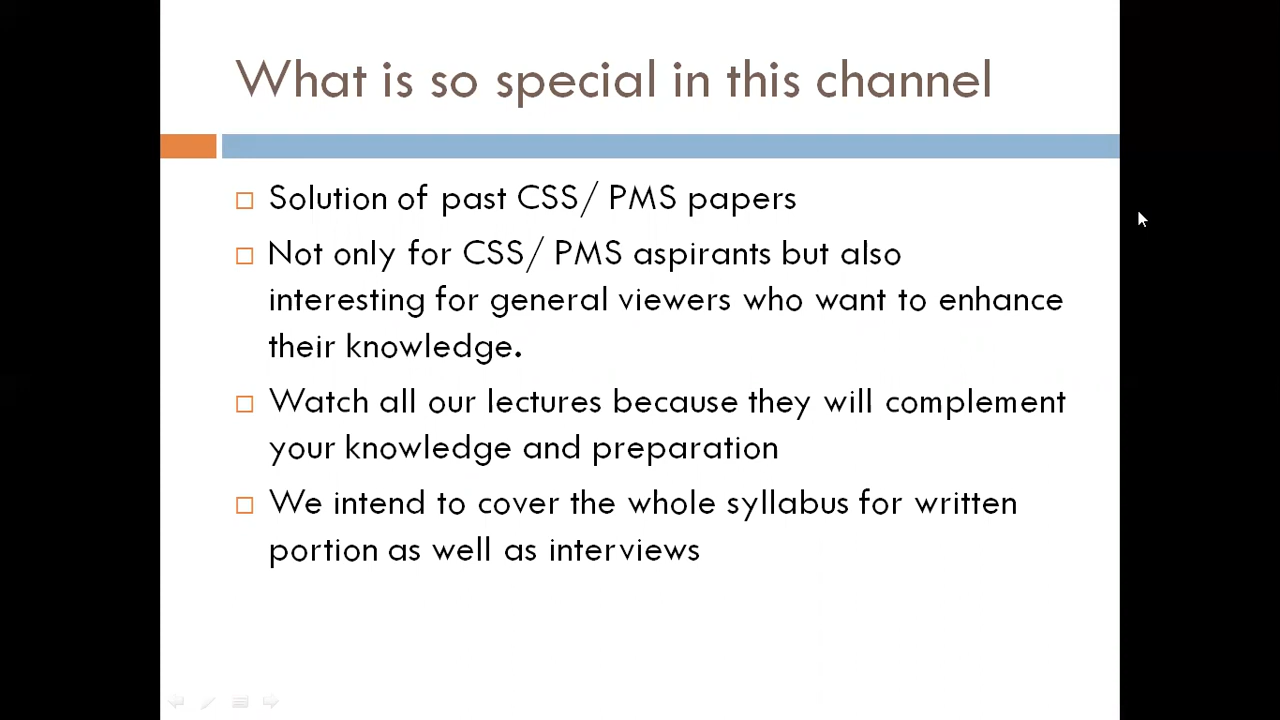 What is so special in this channel
Solution of past CSS/ PMS papers
Not only for CSS/ PMS aspirants but also
interesting for general viewers who want to enhance
their knowledge.
Watch all our lectures because they will complement
your knowledge and preparation
We intend to cover the whole syllabus for written
portion as well as interviews